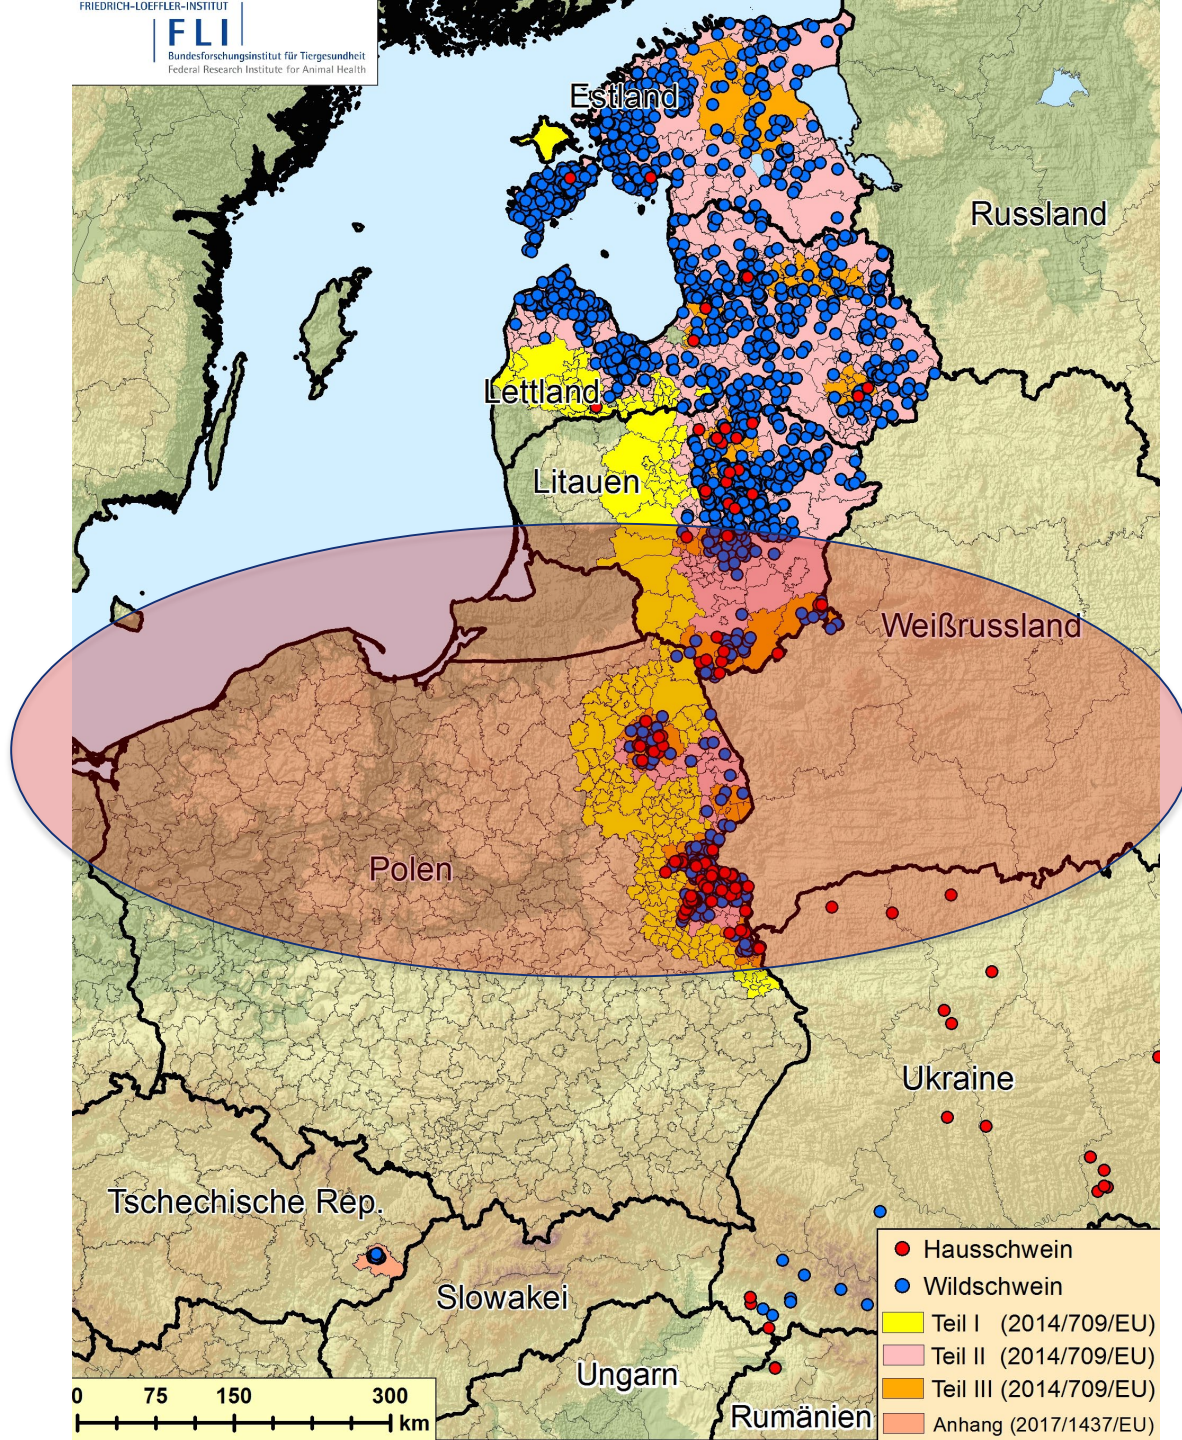 FRIEDRICH-LOEFFLER-INSTITUT
FLI
Bundesforschungsinstitut für Tiergesundheit
Federal Research Institute for Animal Health
Estland
Russland
Lettland
Litauen
Weißrussland
Polen
Ukraine
Tschechische Rep.
Slowakei
Ungarn
Rumänien
Hausschwein
Wildschwein
Teil I (2014/709/EU)
Teil II (2014/709/EU)
Teil III (2014/709/EU)
Anhang (2017/1437/EU)
0 75 150 300
km